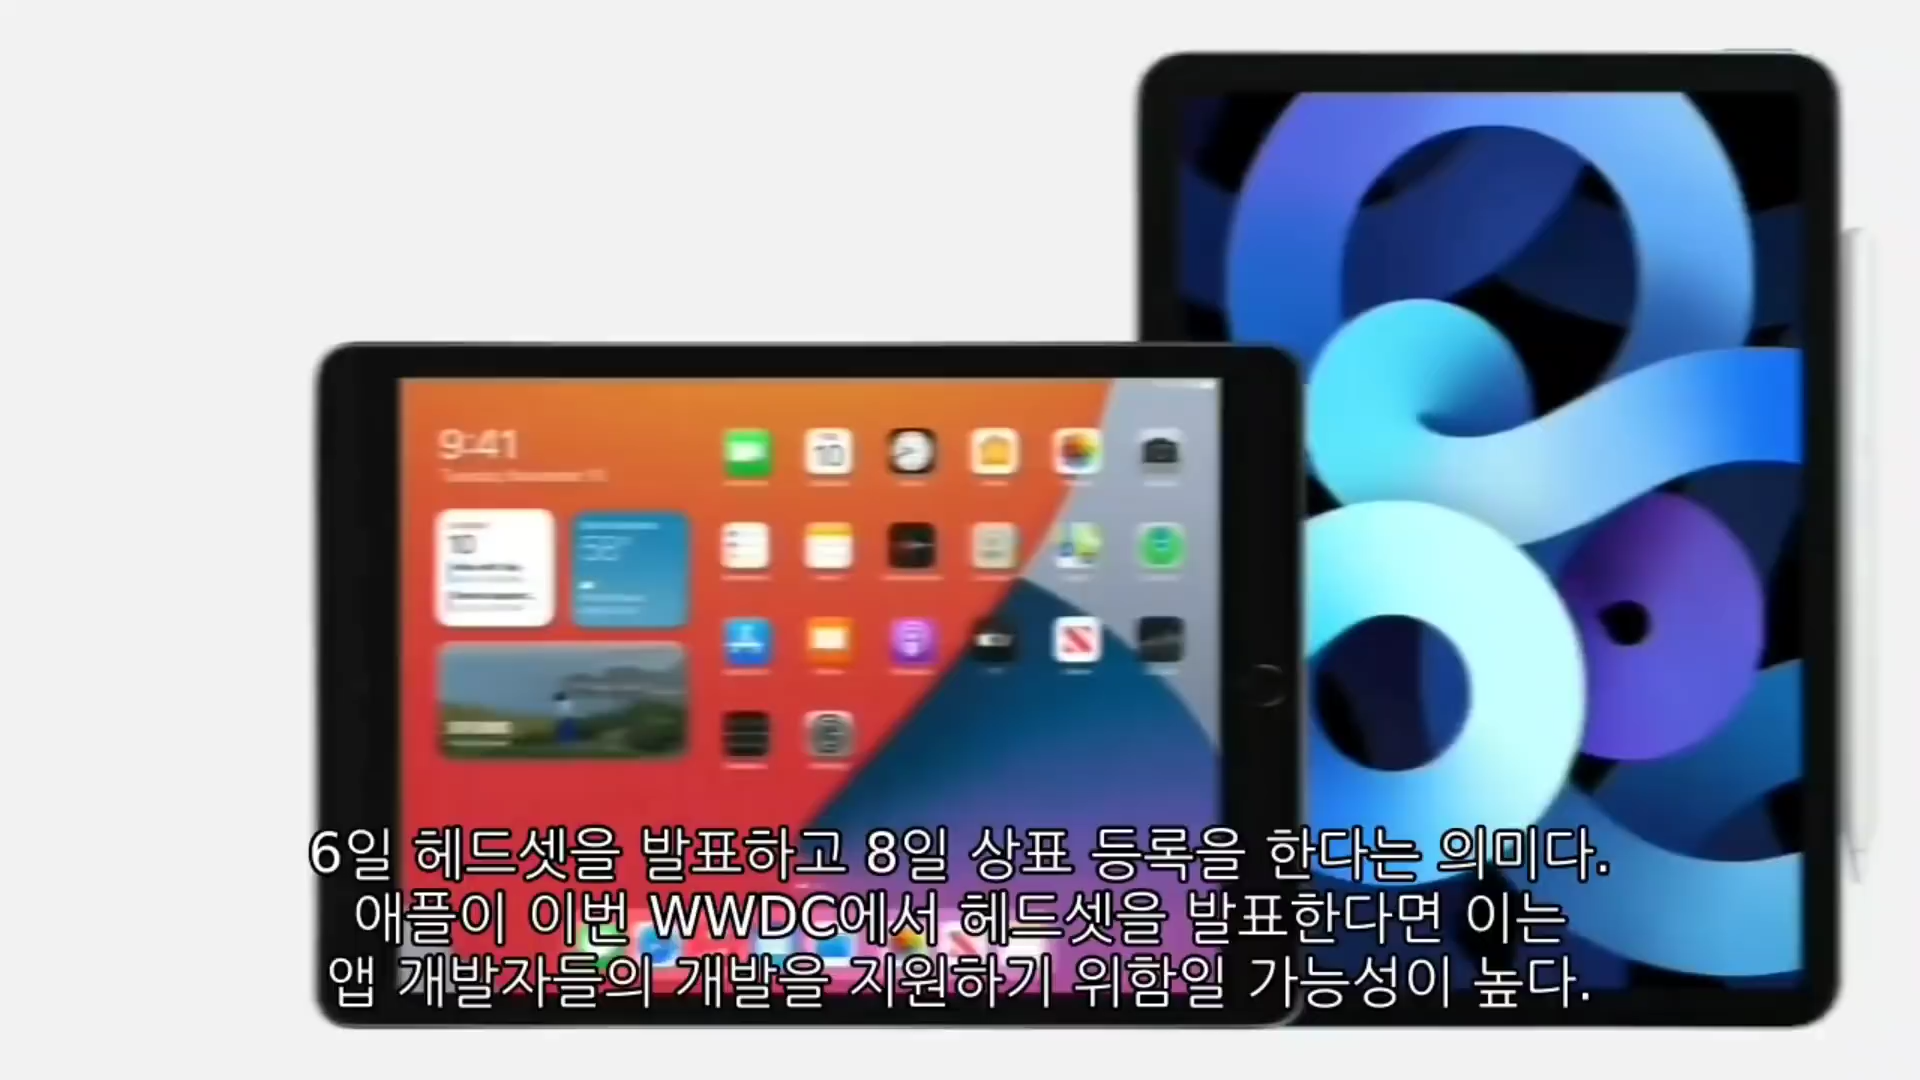 9:41
10
10
58°
6일 헤드셋을 발표하고 8일 상표 등록을 한다는 의미다.
애플이 이번 WWDC에서 헤드셋을 발표한다면 이는
앱 개발자들의 개발을 지원하기 위함일 가능성이 높다.